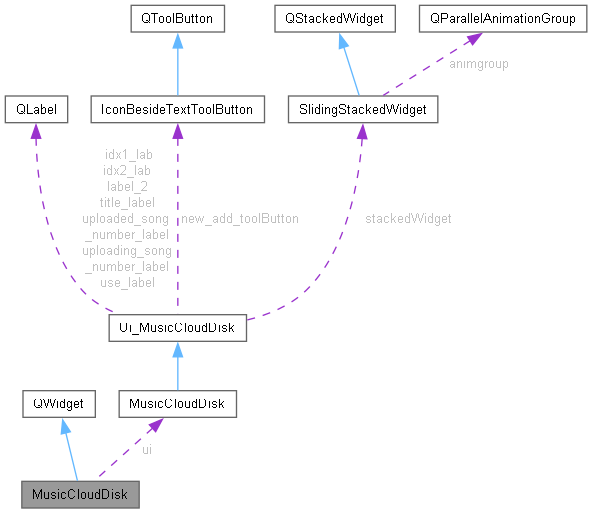 QToolButton
QStackedWidget
QParallelAnimationGroup
animgroup
QLabel
IconBesideTextToolButton
SlidingStackedWidget
idx1_lab
idx2_lab
label_2
title_label
uploaded_song
_number_label
uploading_song
_number_label
use_label
new_add_toolButton
stackedWidget
Ui_MusicCloudDisk
QWidget
MusicCloudDisk
ui
MusicCloudDisk